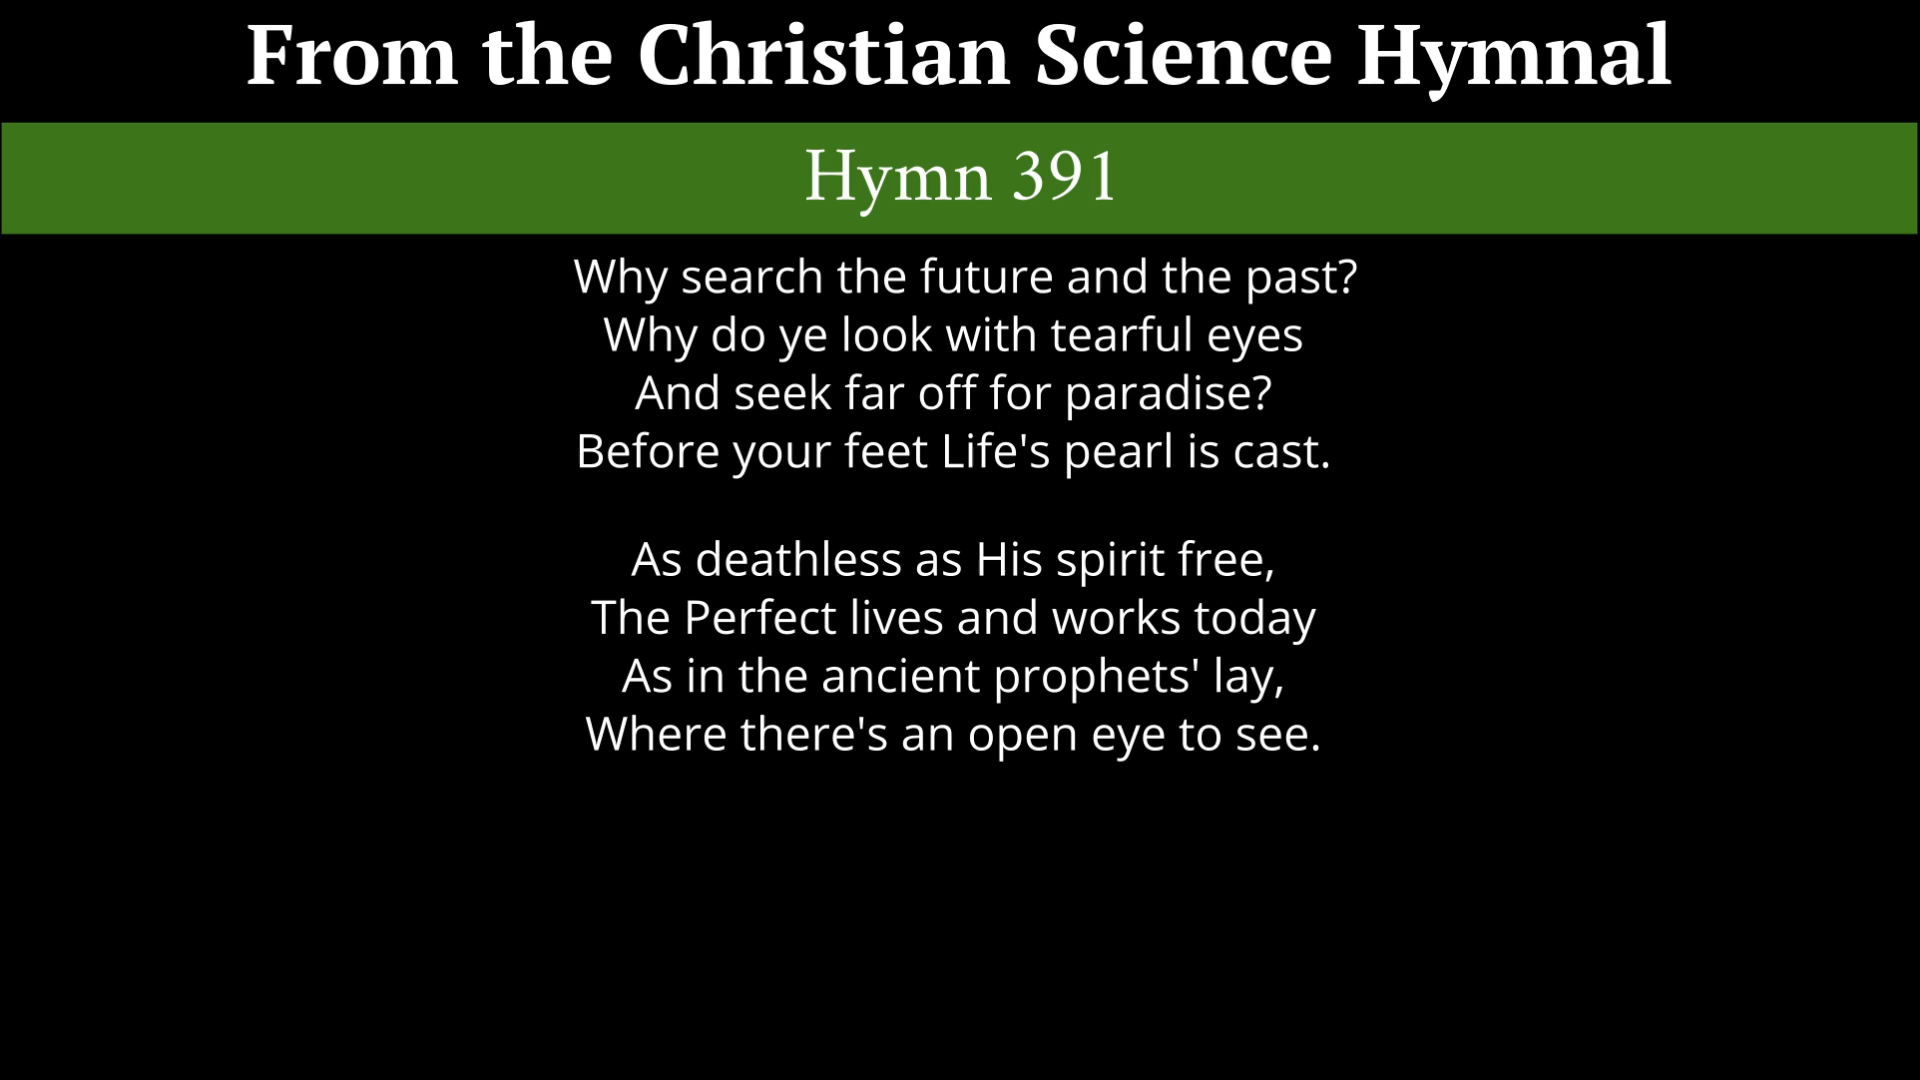 From the Christian Science Hymnal
Hymn 391
Why search the future and the past?
Why do ye look with tearful eyes
And seek far off for paradise?
Before your feet Life's pearl is cast.
As deathless as His spirit free,
The Perfect lives and works today
As in the ancient prophets' lay,
Where there's an open eye to see.